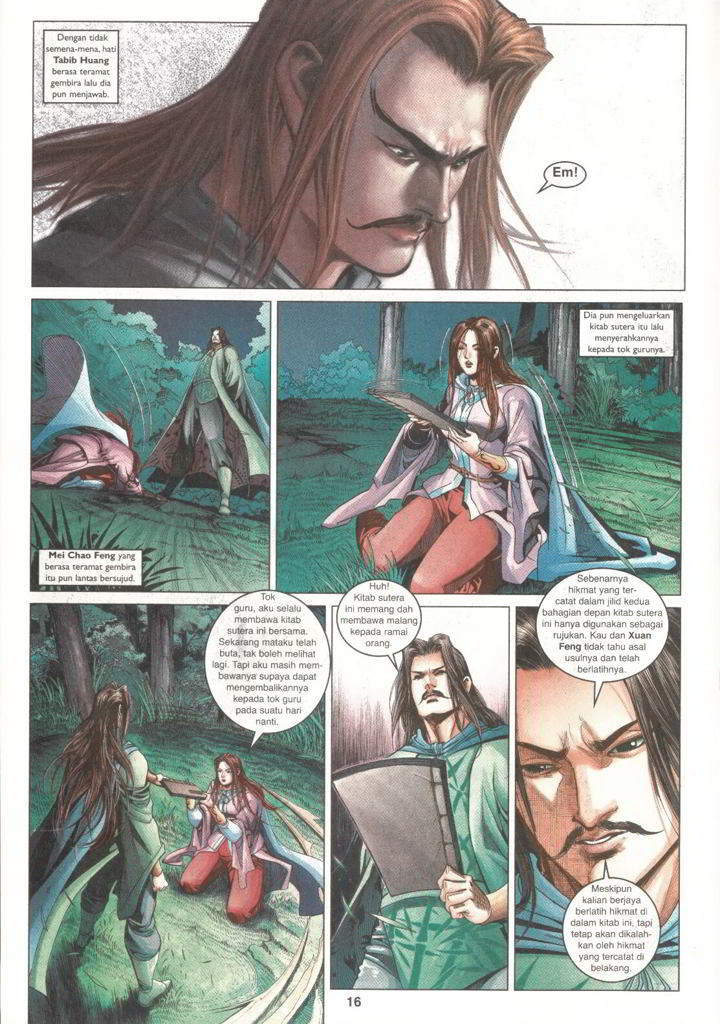 Dengan tidak
semena-mena, hati
Tabib Huang
berasa teramat
gembira lalu dia
pun menjawab.
Em!
Mei Chao Feng yang
berasa teramat gembira
itu pun lantas bersujud.
Dia pun mengeluarkan
kitab sutera itu lalu
menyerahkannya
kepada tok gurunya.
Tok
guru, aku selalu
membawa kitab
sutera ini bersama.
Sekarang mataku telah
buta, tak boleh melihat
lagi. Tapi aku masih mem-
bawanya supaya dapat
mengembalikannya
kepada tok guru
pada suatu hari
nanti.
Huh!
Kitab sutera
ini memang dah
membawa malang
kepada ramai
orang.
Sebenarnya
hikmat yang ter-
catat dalam jilid kedua
bahagian depan kitab sutera
ini hanya digunakan sebagai
rujukan. Kau dan Xuan
Feng tidak tahu asal
usulnya dan telah
berlatihnya.
Meskipun
kalian berjaya
berlatih hikmat di
dalam kitab ini, tapi
tetap akan dikalah-
kan oleh hikmat
yang tercatat di
belakang.
16